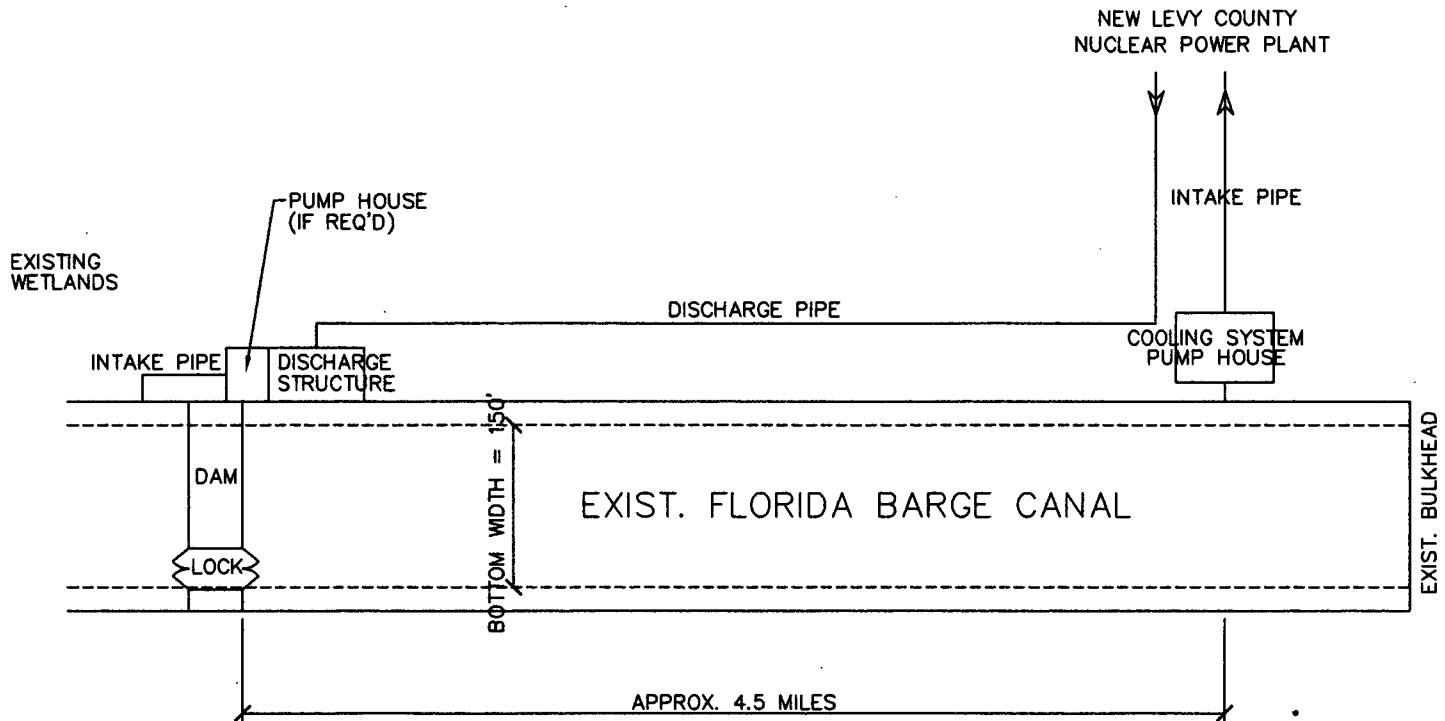 NEW LEVY COUNTY
NUCLEAR POWER PLANT
INTAKE PIPE
PUMP HOUSE
(IF REQ'D)
EXISTING
WETLANDS
DISCHARGE PIPE
COOLING SYSTEM
PUMP HOUSE
INTAKE PIPE
DISCHARGE
STRUCTURE
BOTTOM WIDTH = 150'
DAM
EXIST. FLORIDA BARGE CANAL
EXIST. BULKHEAD
LOCK
APPROX. 4.5 MILES